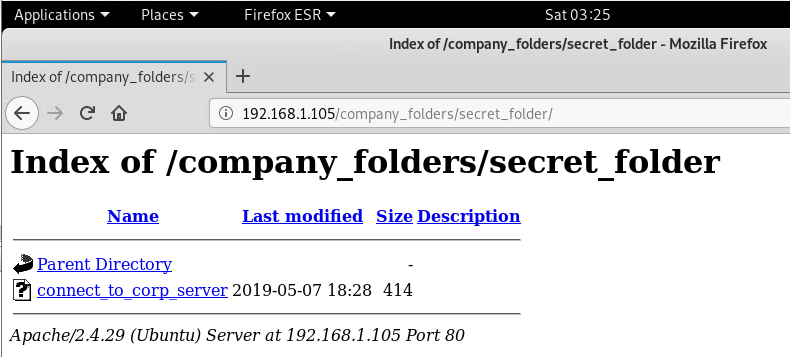 Applications Places Firefox ESR Sat 03:25
Index of /company_folders/secret_folder - Mozilla Firefox
Index of /company_folders/s
192.168.1.105/company_folders/secret_folder/
Index of /company_folders/secret_folder
Name Last modified Size Description
Parent Directory -
connect_to_corp_server 2019-05-07 18:28 414
Apache/2.4.29 (Ubuntu) Server at 192.168.1.105 Port 80